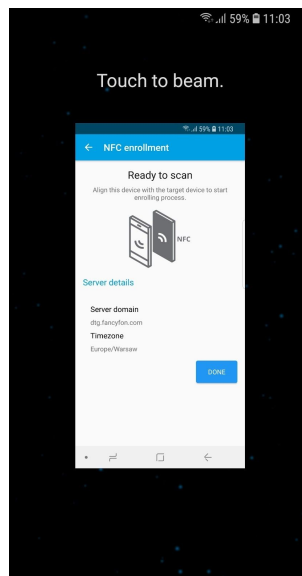 59% 11:03
Touch to beam.
59% 11:03
NFC enrollment
Ready to scan
Align this device with the target device to start
enrolling process.
NFC
Server details
Server domain
dtg.fancyfon.com
Timezone
Europe/Warsaw
DONE